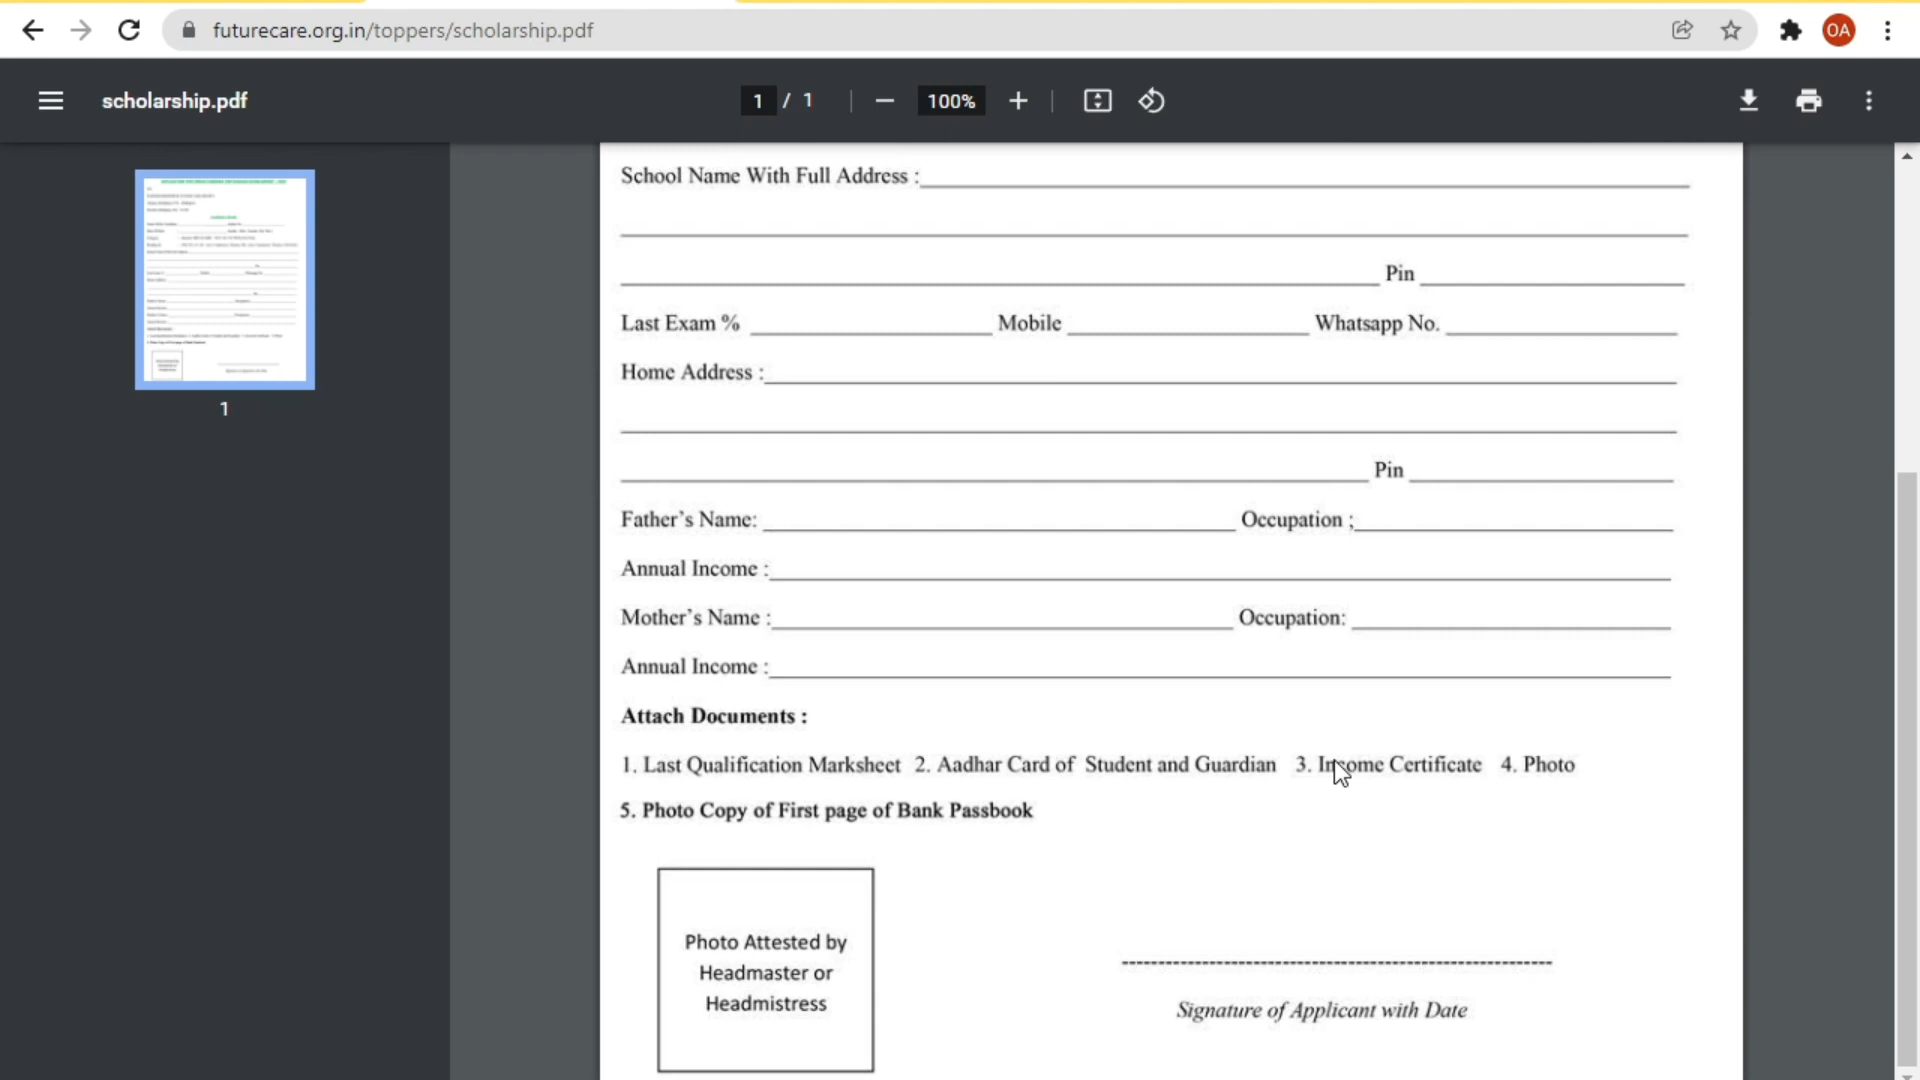 futurecare.org.in/toppers/scholarship.pdf
OA
scholarship.pdf
1 / 1
100%
1
School Name With Full Address :
Pin
Last Exam % Mobile Whatsapp No.
Home Address :
Pin
Father's Name: Occupation ;
Annual Income :
Mother's Name : Occupation:
Annual Income :
Attach Documents :
1. Last Qualification Marksheet 2. Aadhar Card of Student and Guardian 3. Income Certificate 4. Photo
5. Photo Copy of First page of Bank Passbook
Photo Attested by
Headmaster or
Headmistress
Signature of Applicant with Date